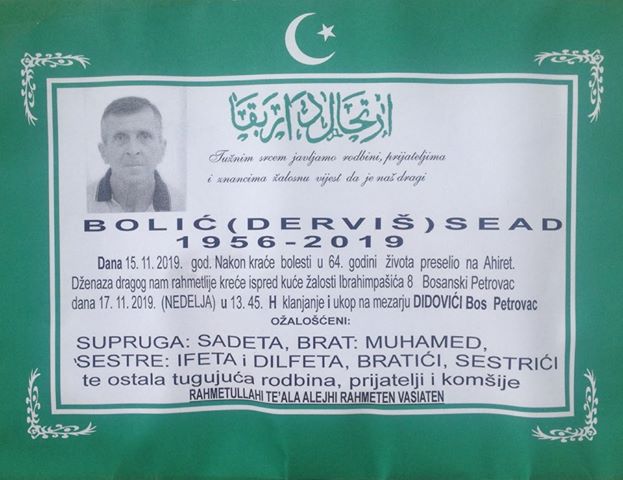 ارتحال دار بقا
Tužnim srcem javljamo rodbini, prijateljima
i znancima žalosnu vijest da je naš dragi
BOLIĆ (DERVIŠ) SEAD
1956-2019
Dana 15. 11. 2019. god. Nakon kraće bolesti u 64. godini života preselio na Ahiret.
Dženaza dragog nam rahmetlije kreće ispred kuće žalosti Ibrahimpašića 8 Bosanski Petrovac
dana 17. 11. 2019. (NEDELJA) u 13. 45. H klanjanje i ukop na mezarju DIDOVIĆI Bos Petrovac
OŽALOŠĆENI:
SUPRUGA: SADETA, BRAT: MUHAMED,
SESTRE: IFETA i DILFETA, BRATIĆI, SESTRIĆI
te ostala tugujuća rodbina, prijatelji i komšije
RAHMETULLAHI TE'ALA ALEJHI RAHMETEN VASIATEN